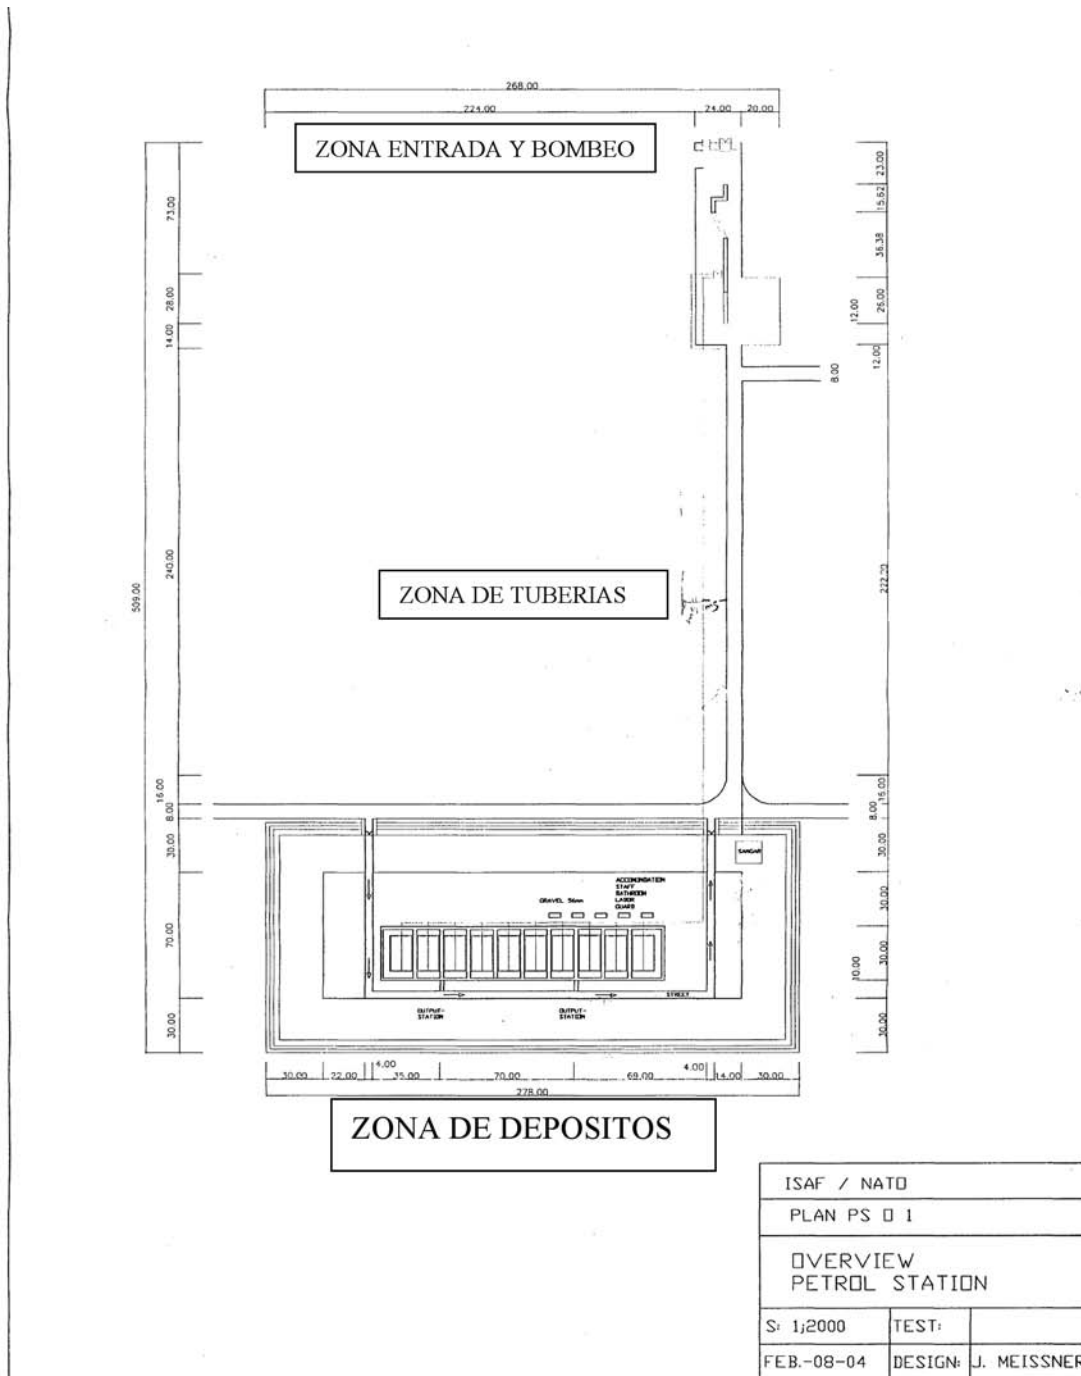 268.00
224.00 24.00 20.00
ZONA ENTRADA Y BOMBEO
73.00
28.00
14.00
240.00
509.00
16.00
8.00
30.00
70.00
30.00
23.00
15.62
36.38
26.00
12.00
12.00
8.00
222.00
16.00
8.00
30.00
30.00
30.00
10.00
30.00
ZONA DE TUBERIAS
SANGAR
ACCOMONDATION
STAFF
BATHROOM
LABOR
GUARD
GRAVEL 56mm
STREET
OUTPUT-
STATION
OUTPUT-
STATION
30.00 22.00 4.00 35.00 70.00 69.00 4.00 14.00 30.00
278.00
ZONA DE DEPOSITOS
ISAF / NATO
PLAN PS 0 1
OVERVIEW
PETROL STATION
S: 1;2000 TEST:
FEB.-08-04 DESIGN: J. MEISSNER